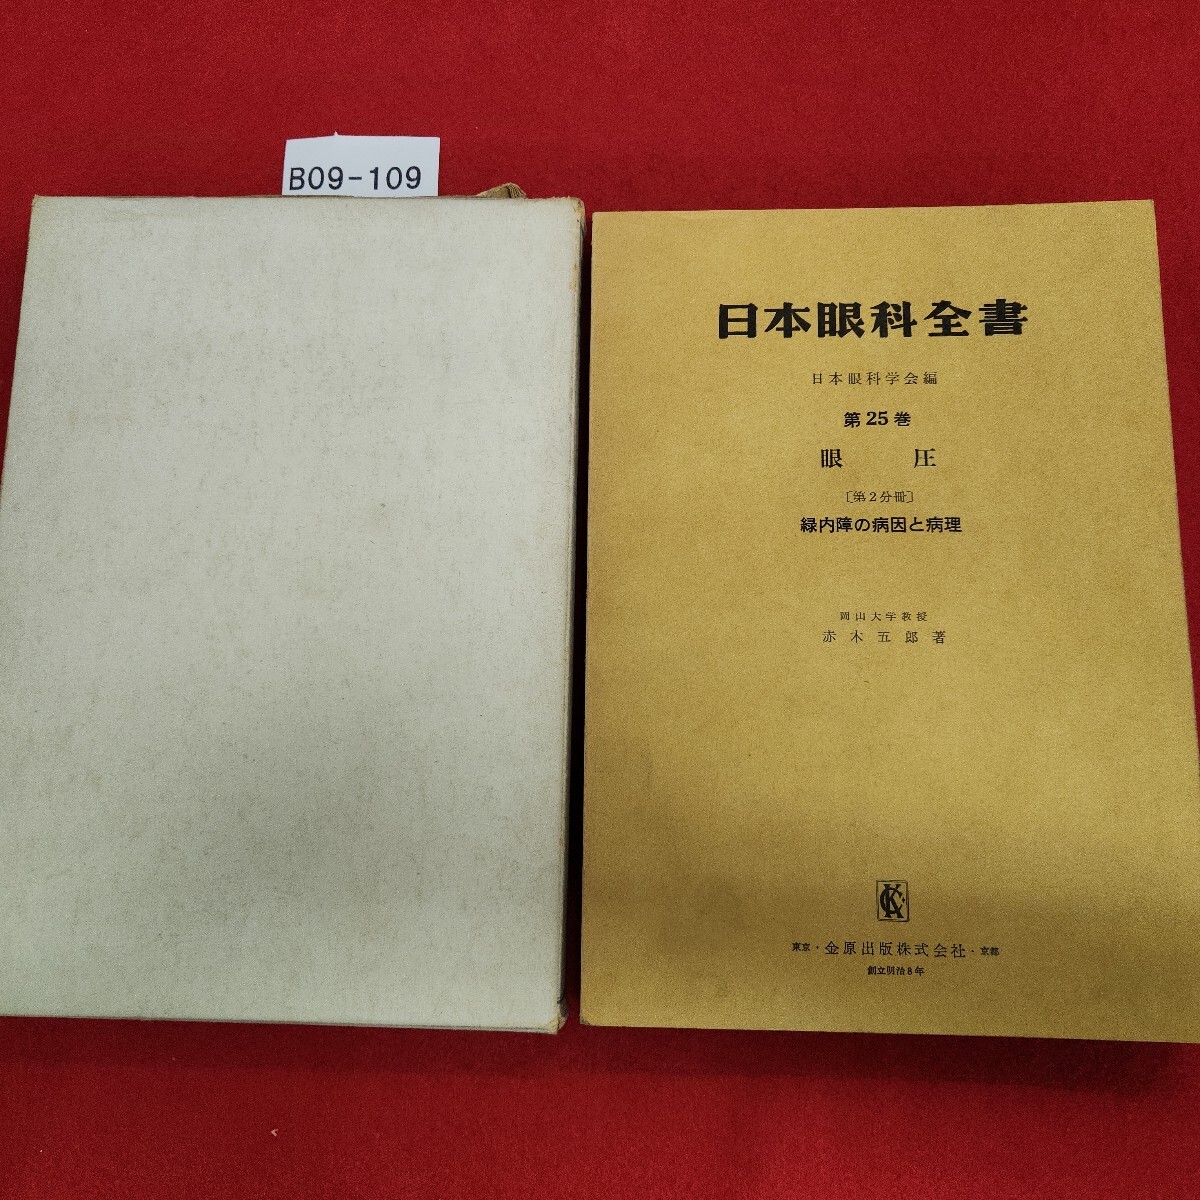 B09-109
日本眼科全書
日本眼科学会編
第25巻
眼圧
〔第2分冊〕
緑内障の病因と病理
岡山大学教授
赤木五郎著
東京・金原出版株式会社・京都
創立明治8年